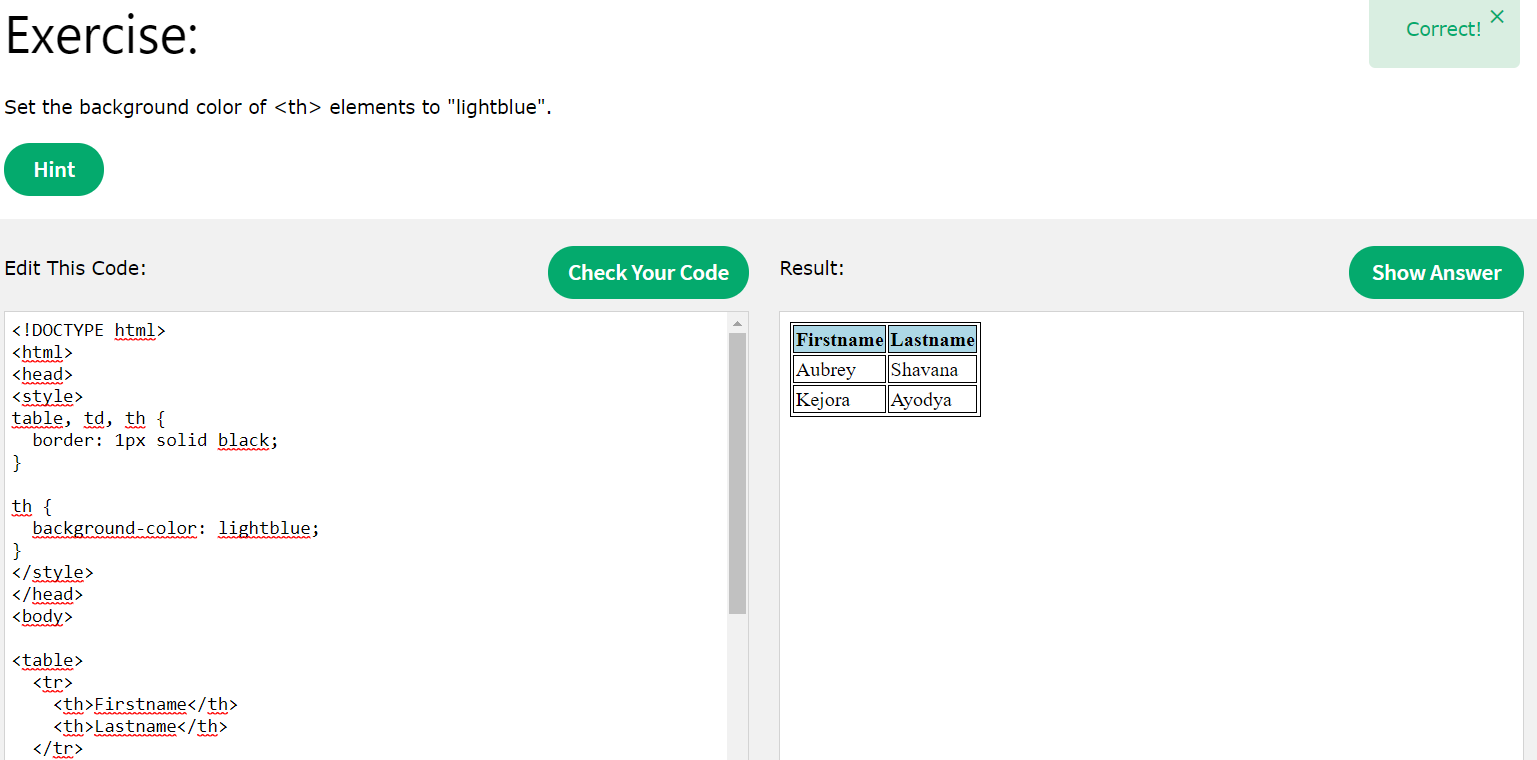 Exercise:
Correct! ×
Set the background color of <th> elements to "lightblue".
Hint
Edit This Code:
Check Your Code
Result:
Show Answer
<!DOCTYPE html>
<html>
<head>
<style>
table, td, th {
  border: 1px solid black;
}

th {
  background-color: lightblue;
}
</style>
</head>
<body>

<table>
  <tr>
    <th>Firstname</th>
    <th>Lastname</th>
  </tr>
Firstname Lastname
Aubrey Shavana
Kejora Ayodya